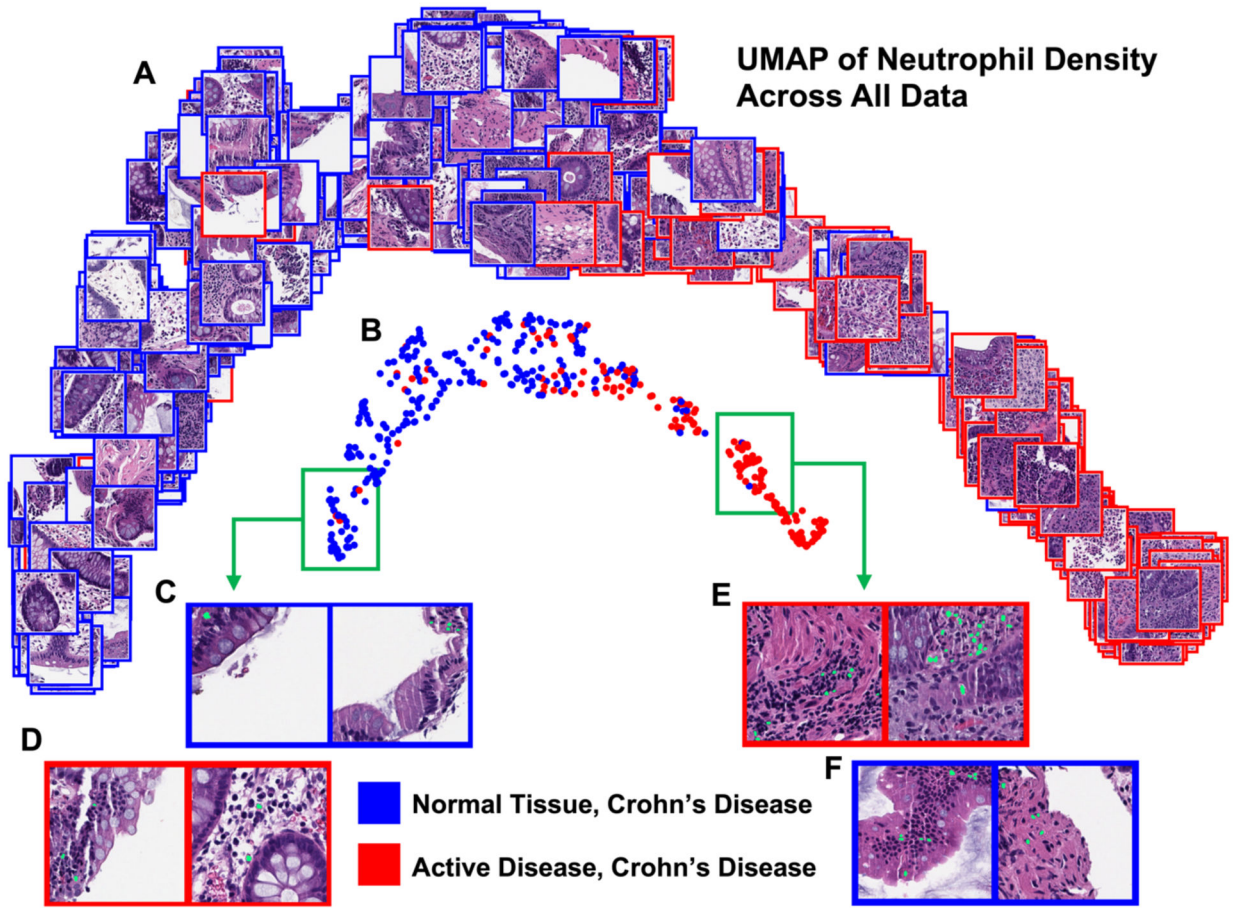 UMAP of Neutrophil Density
Across All Data
A
B
C
E
D
F
Normal Tissue, Crohn's Disease
Active Disease, Crohn's Disease